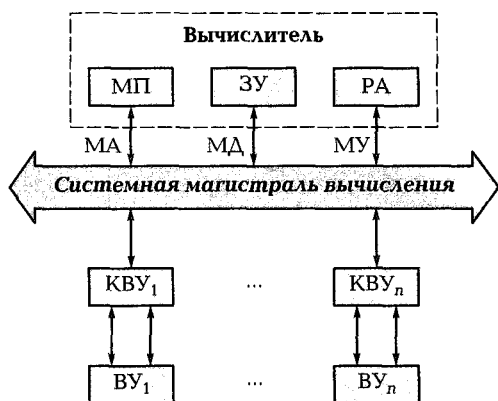 Вычислитель
МП ЗУ РА
МА МД МУ
Системная магистраль вычисления
КВУ₁ ... КВУₙ
ВУ₁ ... ВУₙ